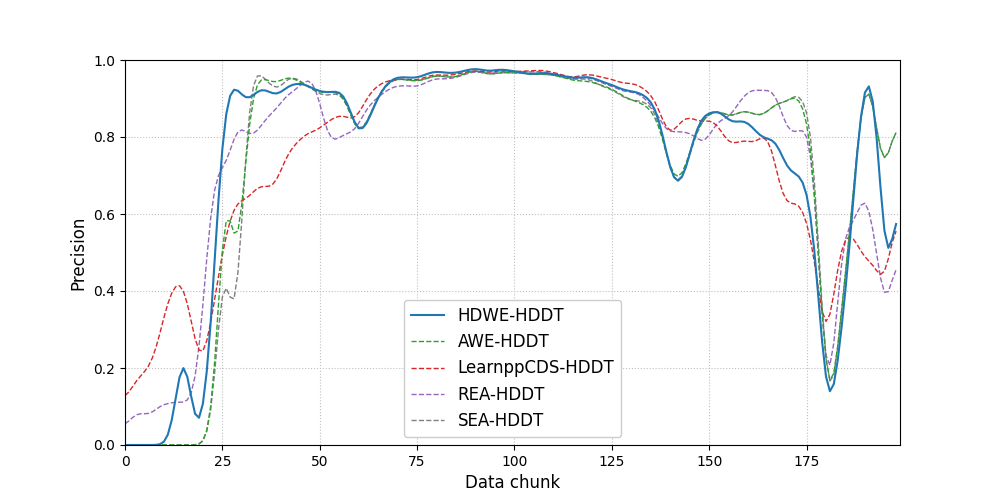 1.0
0.8
0.6
0.4
0.2
0.0
Precision
0
25
50
75
100
125
150
175
Data chunk
HDWE-HDDT
AWE-HDDT
LearnppCDS-HDDT
REA-HDDT
SEA-HDDT